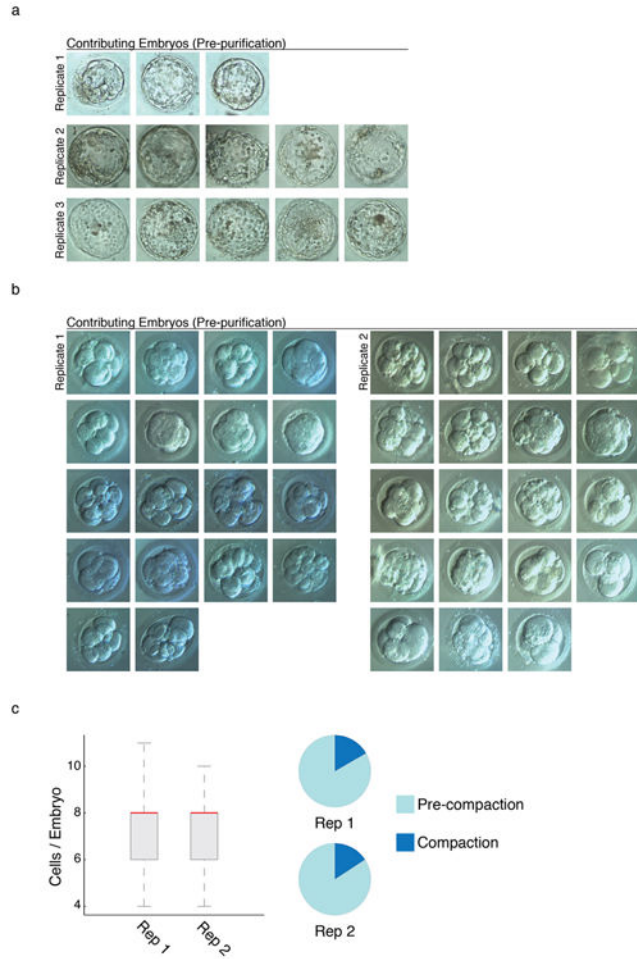 a
Contributing Embryos (Pre-purification)
Replicate 1
Replicate 2
Replicate 3
b
Contributing Embryos (Pre-purification)
Replicate 1
Replicate 2
c
Cells / Embryo
10
8
6
4
Rep 1
Rep 2
Rep 1
Rep 2
Pre-compaction
Compaction